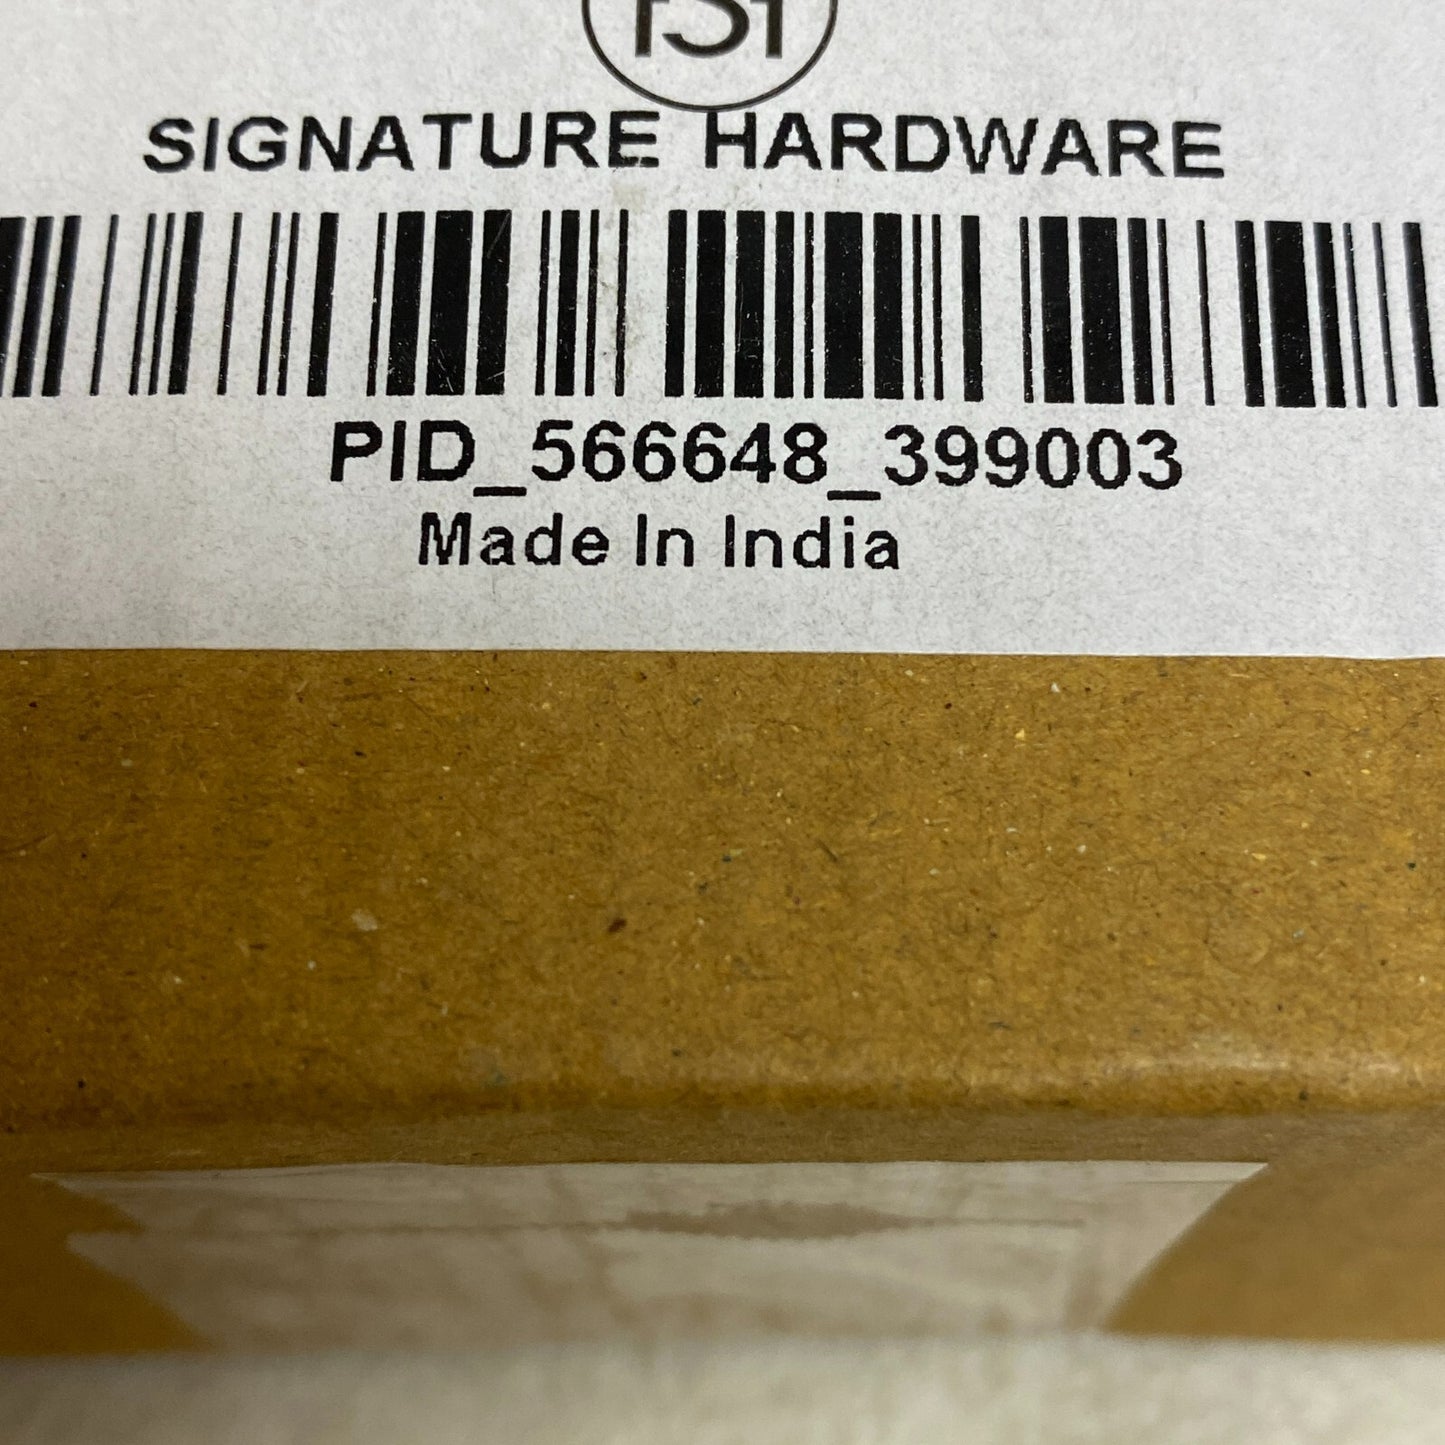 SIGNATURE HARDWARE
PID_566648_399003
Made In India